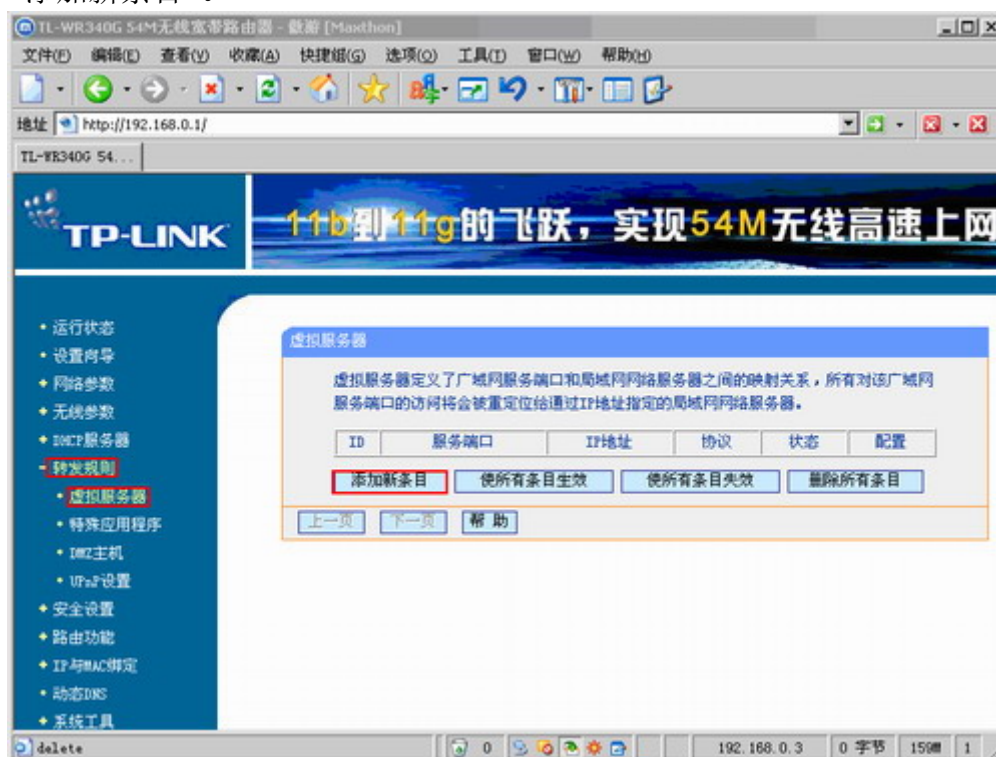 TL-WR340G 54M无线宽带路由器 - 傲游 [Maxthon]
文件(F) 编辑(E) 查看(V) 收藏(A) 快捷组(G) 选项(O) 工具(T) 窗口(W) 帮助(H)
地址 http://192.168.0.1/
TL-WR340G 54...
TP-LINK
11b到11g的飞跃，实现54M无线高速上网
运行状态
设置向导
网络参数
无线参数
DHCP服务器
转发规则
虚拟服务器
特殊应用程序
DMZ主机
UPnP设置
安全设置
路由功能
IP与MAC绑定
动态DNS
系统工具
虚拟服务器
虚拟服务器定义了广域网服务端口和局域网网络服务器之间的映射关系，所有对该广域网
服务端口的访问将会被重定位给通过IP地址指定的局域网网络服务器。
ID 服务端口 IP地址 协议 状态 配置
添加新条目 使所有条目生效 使所有条目失效 删除所有条目
上一页 下一页 帮 助
delete 0 192.168.0.3 0 字节 159M 1